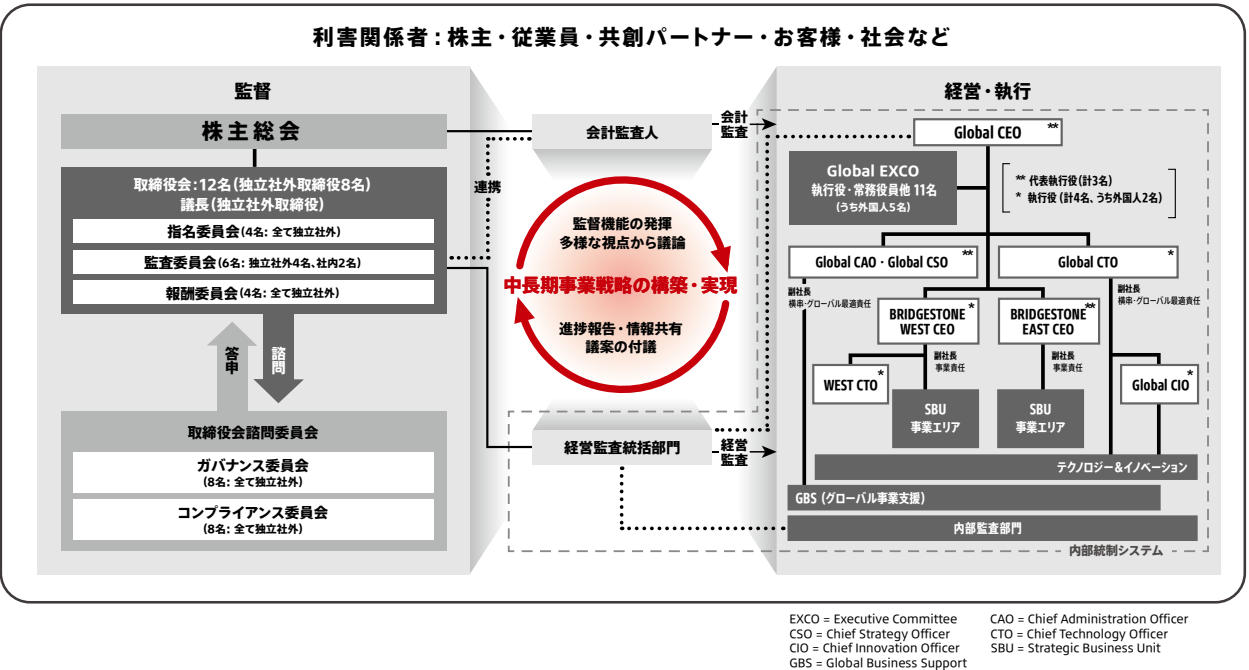 利害関係者：株主・従業員・共創パートナー・お客様・社会など
監督
株主総会
取締役会：12名（独立社外取締役8名）
議長（独立社外取締役）
指名委員会（4名：全て独立社外）
監査委員会（6名：独立社外4名、社内2名）
報酬委員会（4名：全て独立社外）
答申
諮問
取締役会諮問委員会
ガバナンス委員会
（8名：全て独立社外）
コンプライアンス委員会
（8名：全て独立社外）
会計監査人
連携
会計
監査
監督機能の発揮
多様な視点から議論
中長期事業戦略の構築・実現
進捗報告・情報共有
議案の付議
経営監査統括部門
経営
監査
経営・執行
Global CEO **
Global EXCO
執行役・常務役員他 11名
（うち外国人5名）
** 代表執行役（計3名）
* 執行役（計4名、うち外国人2名）
Global CAO・Global CSO **
Global CTO *
副社長
横串・グローバル最適責任
副社長
横串・グローバル最適責任
BRIDGESTONE *
WEST CEO
BRIDGESTONE **
EAST CEO
副社長
事業責任
副社長
事業責任
WEST CTO *
Global CIO *
SBU
事業エリア
SBU
事業エリア
テクノロジー＆イノベーション
GBS（グローバル事業支援）
内部監査部門
内部統制システム
EXCO = Executive Committee
CAO = Chief Administration Officer
CSO = Chief Strategy Officer
CTO = Chief Technology Officer
CIO = Chief Innovation Officer
SBU = Strategic Business Unit
GBS = Global Business Support